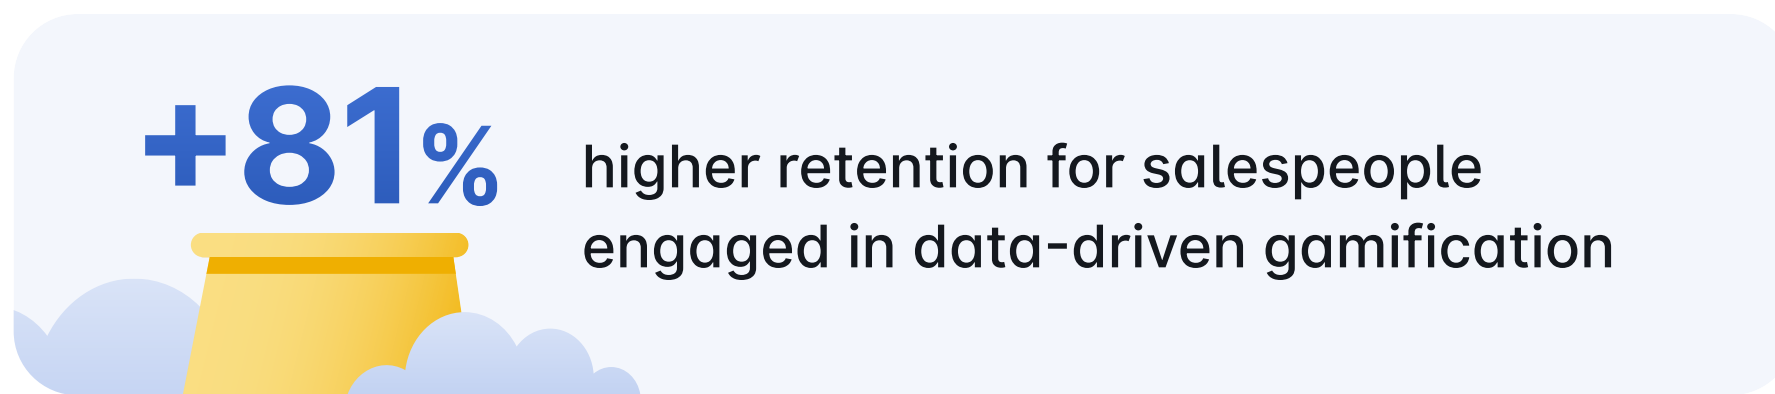 +81%
higher retention for salespeople
engaged in data-driven gamification